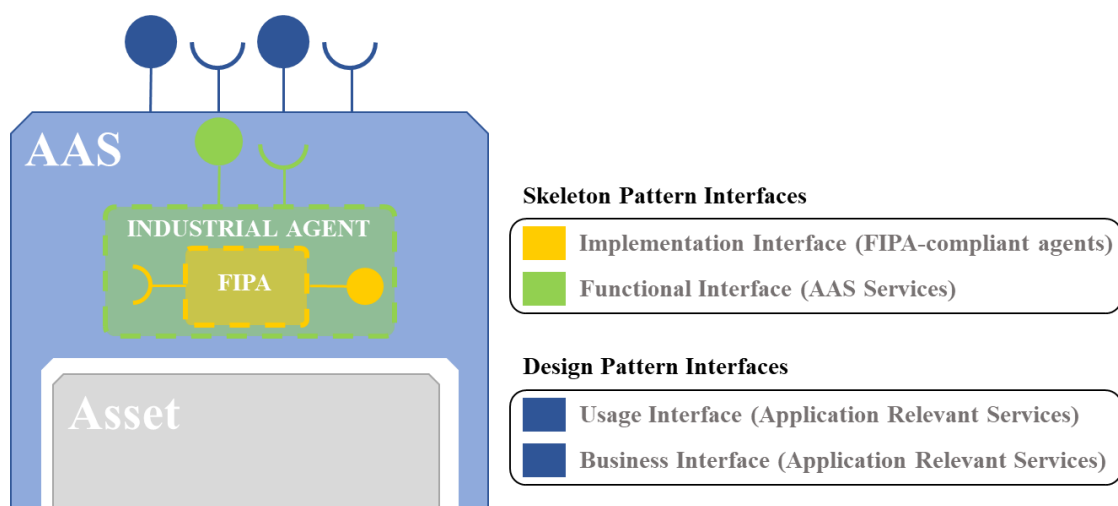 AAS
INDUSTRIAL AGENT
FIPA
Asset
Skeleton Pattern Interfaces
Implementation Interface (FIPA-compliant agents)
Functional Interface (AAS Services)
Design Pattern Interfaces
Usage Interface (Application Relevant Services)
Business Interface (Application Relevant Services)